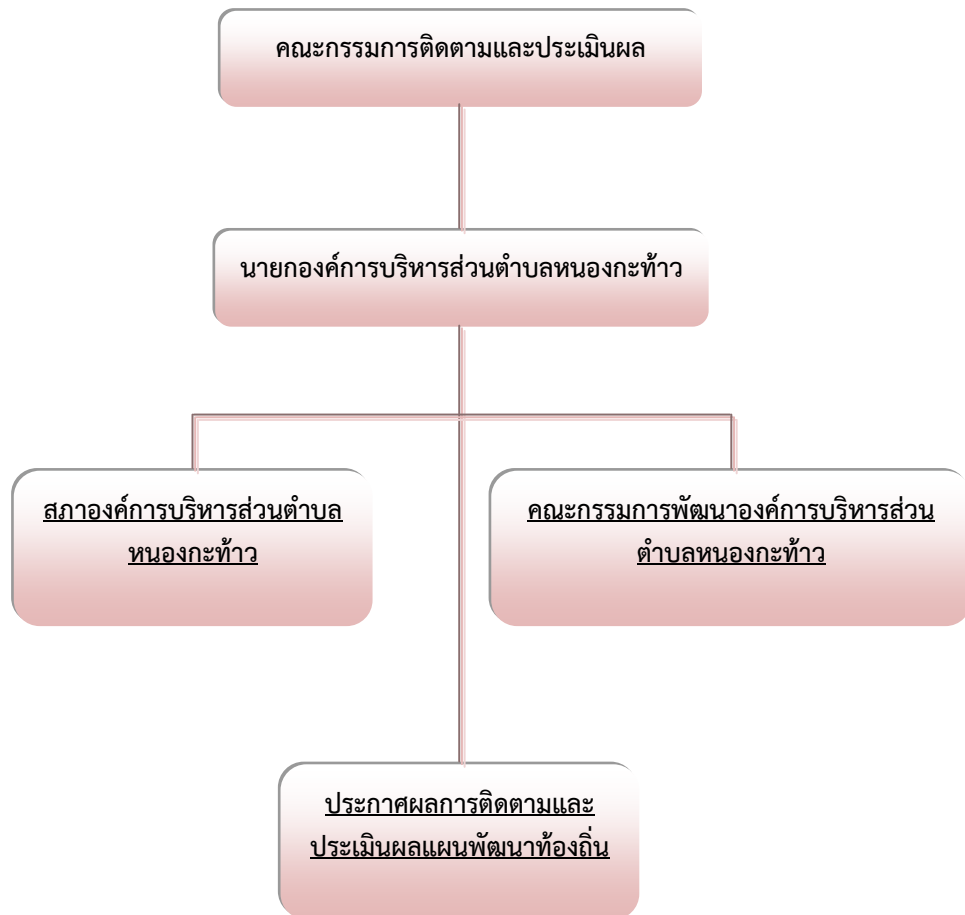 คณะกรรมการติดตามและประเมินผล
นายกองค์การบริหารส่วนตำบลหนองกะท้าว
สภาองค์การบริหารส่วนตำบล
หนองกะท้าว
คณะกรรมการพัฒนาองค์การบริหารส่วน
ตำบลหนองกะท้าว
ประกาศผลการติดตามและ
ประเมินผลแผนพัฒนาท้องถิ่น